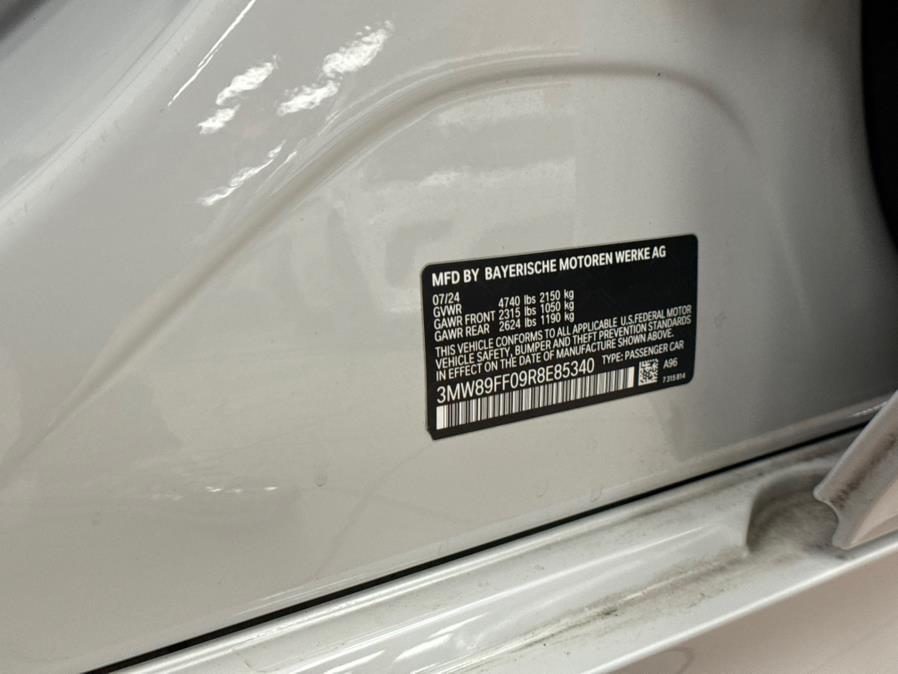 MFD BY BAYERISCHE MOTOREN WERKE AG
07/24
GVWR 4740 lbs 2150 kg
GAWR FRONT 2315 lbs 1050 kg
GAWR REAR 2624 lbs 1190 kg
THIS VEHICLE CONFORMS TO ALL APPLICABLE U.S.FEDERAL MOTOR
VEHICLE SAFETY, BUMPER AND THEFT PREVENTION STANDARDS
IN EFFECT ON THE DATE OF MANUFACTURE SHOWN ABOVE.
3MW89FF09R8E85340 TYPE: PASSENGER CAR
A96
7 315 814